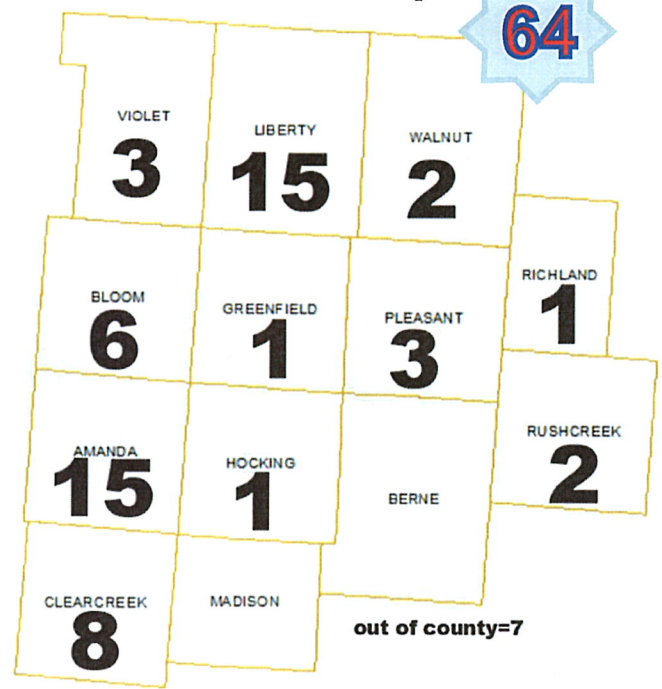 64
VIOLET
3
LIBERTY
15
WALNUT
2
RICHLAND
1
BLOOM
6
GREENFIELD
1
PLEASANT
3
RUSHCREEK
2
AMANDA
15
HOCKING
1
BERNE
CLEARCREEK
8
MADISON
out of county=7